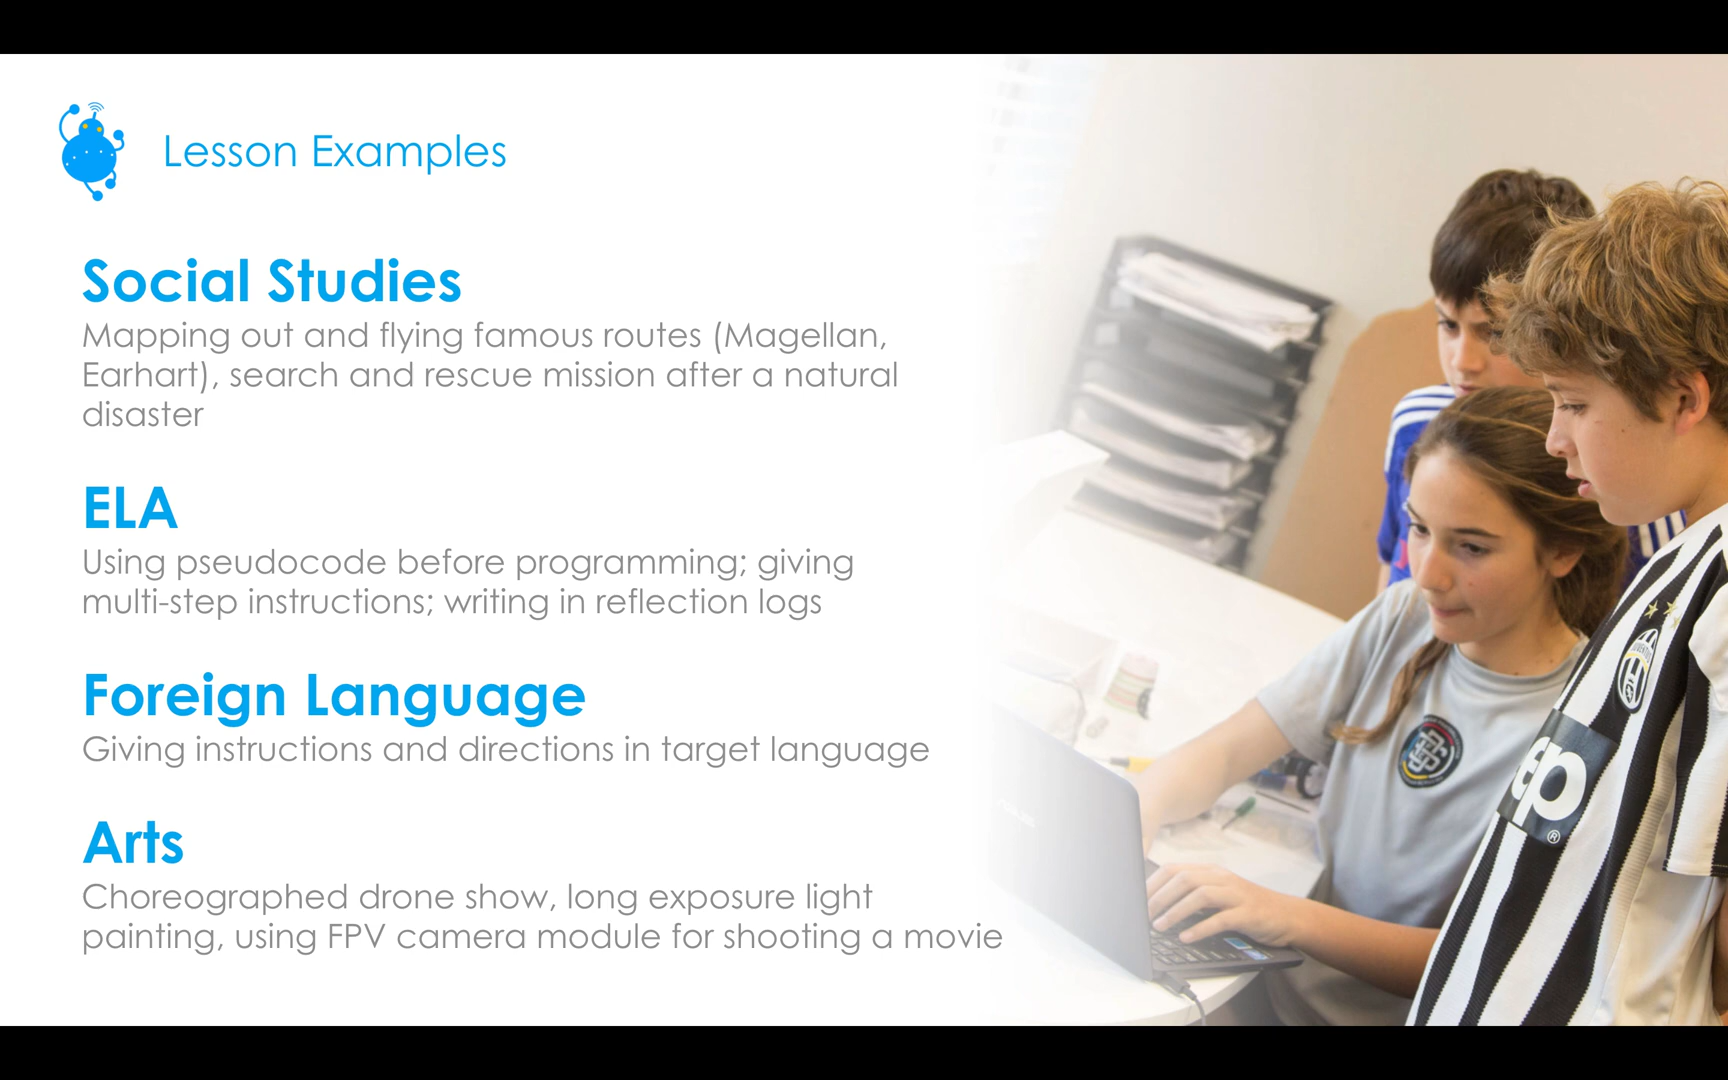 Lesson Examples
Social Studies
Mapping out and flying famous routes (Magellan,
Earhart), search and rescue mission after a natural
disaster
ELA
Using pseudocode before programming; giving
multi-step instructions; writing in reflection logs
Foreign Language
Giving instructions and directions in target language
Arts
Choreographed drone show, long exposure light
painting, using FPV camera module for shooting a movie